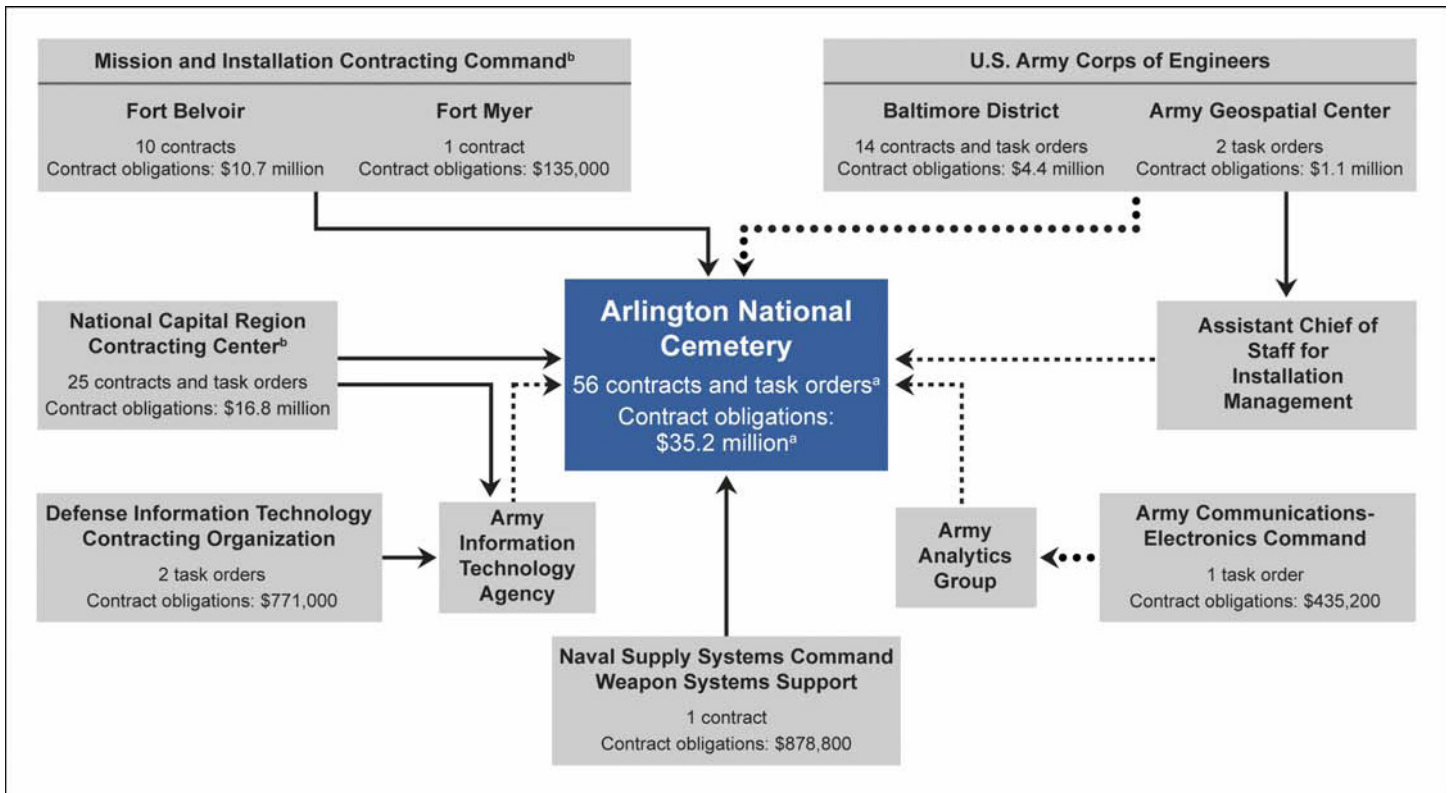 Mission and Installation Contracting Commandᵇ
Fort Belvoir
10 contracts
Contract obligations: $10.7 million
Fort Myer
1 contract
Contract obligations: $135,000
U.S. Army Corps of Engineers
Baltimore District
14 contracts and task orders
Contract obligations: $4.4 million
Army Geospatial Center
2 task orders
Contract obligations: $1.1 million
National Capital Region
Contracting Centerᵇ
25 contracts and task orders
Contract obligations: $16.8 million
Arlington National
Cemetery
56 contracts and task ordersᵃ
Contract obligations:
$35.2 millionᵃ
Assistant Chief of
Staff for
Installation
Management
Defense Information Technology
Contracting Organization
2 task orders
Contract obligations: $771,000
Army
Information
Technology
Agency
Army
Analytics
Group
Army Communications-
Electronics Command
1 task order
Contract obligations: $435,200
Naval Supply Systems Command
Weapon Systems Support
1 contract
Contract obligations: $878,800